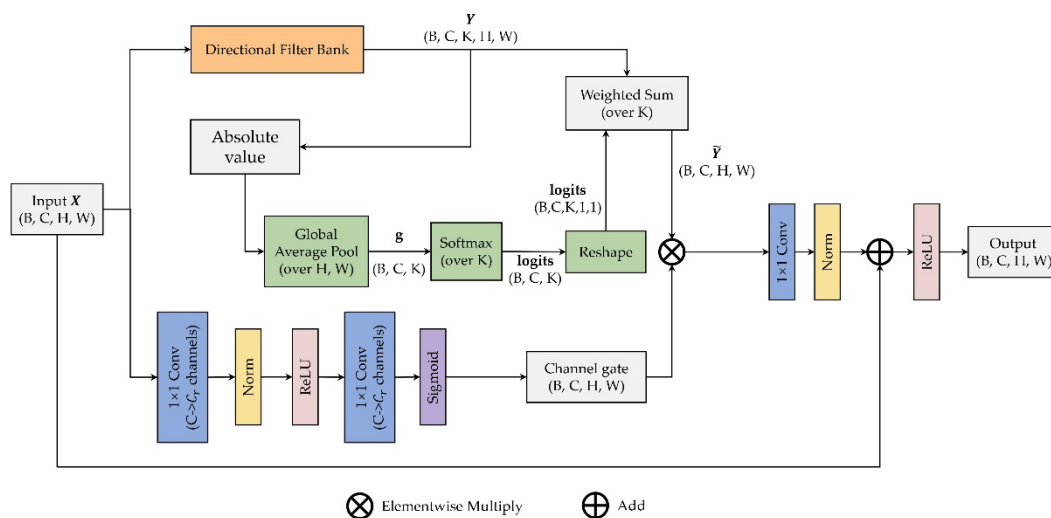 Directional Filter Bank
Y
(B, C, K, H, W)
Weighted Sum
(over K)
Absolute
value
Ỹ
(B, C, H, W)
Input X
(B, C, H, W)
logits
(B,C,K,1,1)
Global
Average Pool
(over H, W)
g
(B, C, K)
Softmax
(over K)
logits
(B, C, K)
Reshape
1×1 Conv
Norm
ReLU
Output
(B, C, H, W)
1×1 Conv
(C->Cr channels)
Norm
ReLU
1×1 Conv
(C->Cr channels)
Sigmoid
Channel gate
(B, C, H, W)
Elementwise Multiply
Add